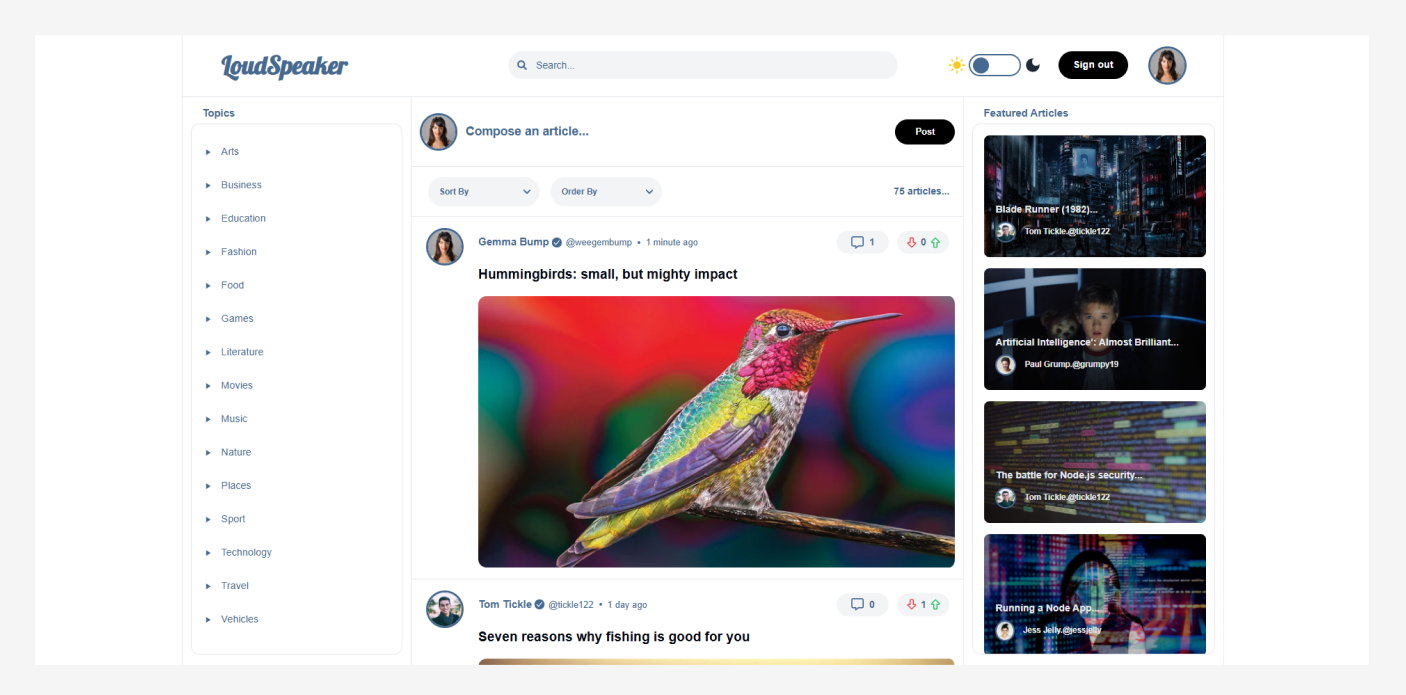 LoudSpeaker
Search...
Sign out
Topics
Arts
Business
Education
Fashion
Food
Games
Literature
Movies
Music
Nature
Places
Sport
Technology
Travel
Vehicles
Compose an article...
Post
Sort By
Order By
75 articles...
Gemma Bump @weegembump • 1 minute ago
1
0
Hummingbirds: small, but mighty impact
Tom Tickle @tickle122 • 1 day ago
0
1
Seven reasons why fishing is good for you
Featured Articles
Blade Runner (1982)...
Tom Tickle.@tickle122
Artificial Intelligence': Almost Brilliant...
Paul Grump.@grumpy19
The battle for Node.js security...
Tom Tickle.@tickle122
Running a Node App...
Jess Jelly.@jessjelly